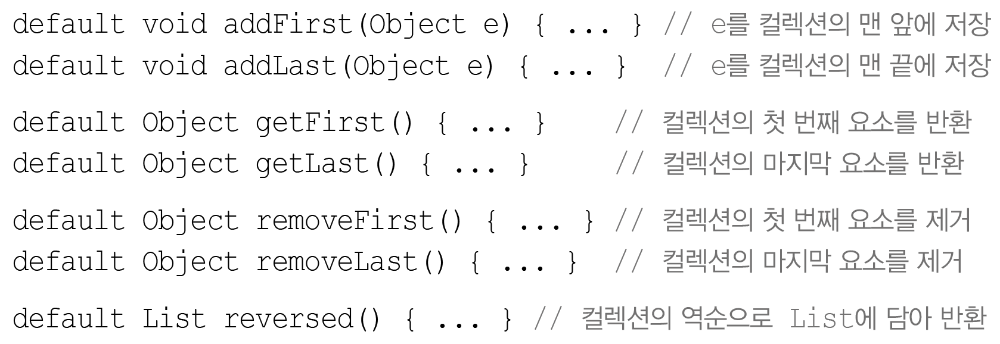 default void addFirst(Object e) { ... } // e를 컬렉션의 맨 앞에 저장
default void addLast(Object e) { ... } // e를 컬렉션의 맨 끝에 저장
default Object getFirst() { ... } // 컬렉션의 첫 번째 요소를 반환
default Object getLast() { ... } // 컬렉션의 마지막 요소를 반환
default Object removeFirst() { ... } // 컬렉션의 첫 번째 요소를 제거
default Object removeLast() { ... } // 컬렉션의 마지막 요소를 제거
default List reversed() { ... } // 컬렉션의 역순으로 List에 담아 반환